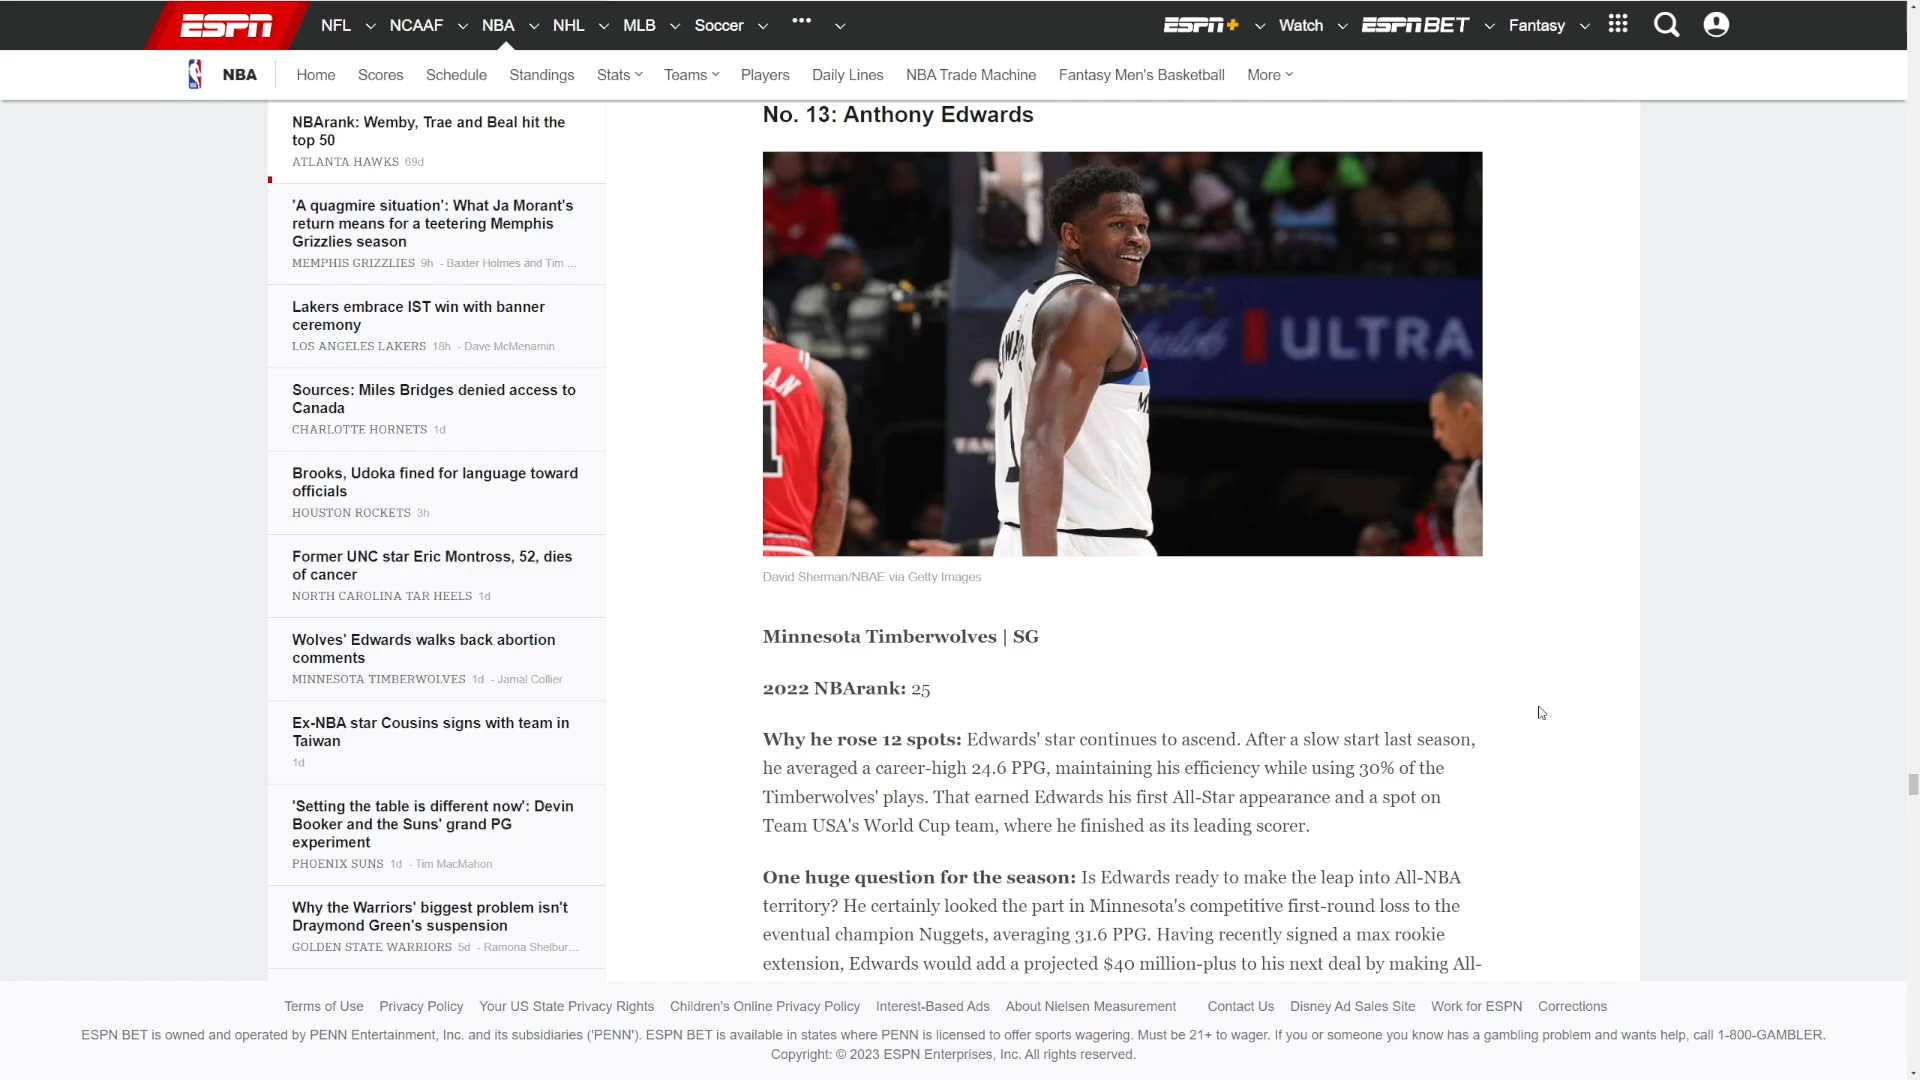 ESPN NFL NCAAF NBA NHL MLB Soccer ••• ESPN+ Watch ESPN BET Fantasy
NBA Home Scores Schedule Standings Stats Teams Players Daily Lines NBA Trade Machine Fantasy Men's Basketball More
NBArank: Wemby, Trae and Beal hit the
top 50
ATLANTA HAWKS 69d
'A quagmire situation': What Ja Morant's
return means for a teetering Memphis
Grizzlies season
MEMPHIS GRIZZLIES 9h - Baxter Holmes and Tim ...
Lakers embrace IST win with banner
ceremony
LOS ANGELES LAKERS 18h - Dave McMenamin
Sources: Miles Bridges denied access to
Canada
CHARLOTTE HORNETS 1d
Brooks, Udoka fined for language toward
officials
HOUSTON ROCKETS 3h
Former UNC star Eric Montross, 52, dies
of cancer
NORTH CAROLINA TAR HEELS 1d
Wolves' Edwards walks back abortion
comments
MINNESOTA TIMBERWOLVES 1d - Jamal Collier
Ex-NBA star Cousins signs with team in
Taiwan
1d
'Setting the table is different now': Devin
Booker and the Suns' grand PG
experiment
PHOENIX SUNS 1d - Tim MacMahon
Why the Warriors' biggest problem isn't
Draymond Green's suspension
GOLDEN STATE WARRIORS 5d - Ramona Shelbur...
No. 13: Anthony Edwards
ULTRA
David Sherman/NBAE via Getty Images
Minnesota Timberwolves | SG
2022 NBArank: 25
Why he rose 12 spots: Edwards' star continues to ascend. After a slow start last season,
he averaged a career-high 24.6 PPG, maintaining his efficiency while using 30% of the
Timberwolves' plays. That earned Edwards his first All-Star appearance and a spot on
Team USA's World Cup team, where he finished as its leading scorer.
One huge question for the season: Is Edwards ready to make the leap into All-NBA
territory? He certainly looked the part in Minnesota's competitive first-round loss to the
eventual champion Nuggets, averaging 31.6 PPG. Having recently signed a max rookie
extension, Edwards would add a projected $40 million-plus to his next deal by making All-
Terms of Use Privacy Policy Your US State Privacy Rights Children's Online Privacy Policy Interest-Based Ads About Nielsen Measurement Contact Us Disney Ad Sales Site Work for ESPN Corrections
ESPN BET is owned and operated by PENN Entertainment, Inc. and its subsidiaries ('PENN'). ESPN BET is available in states where PENN is licensed to offer sports wagering. Must be 21+ to wager. If you or someone you know has a gambling problem and wants help, call 1-800-GAMBLER.
Copyright: © 2023 ESPN Enterprises, Inc. All rights reserved.